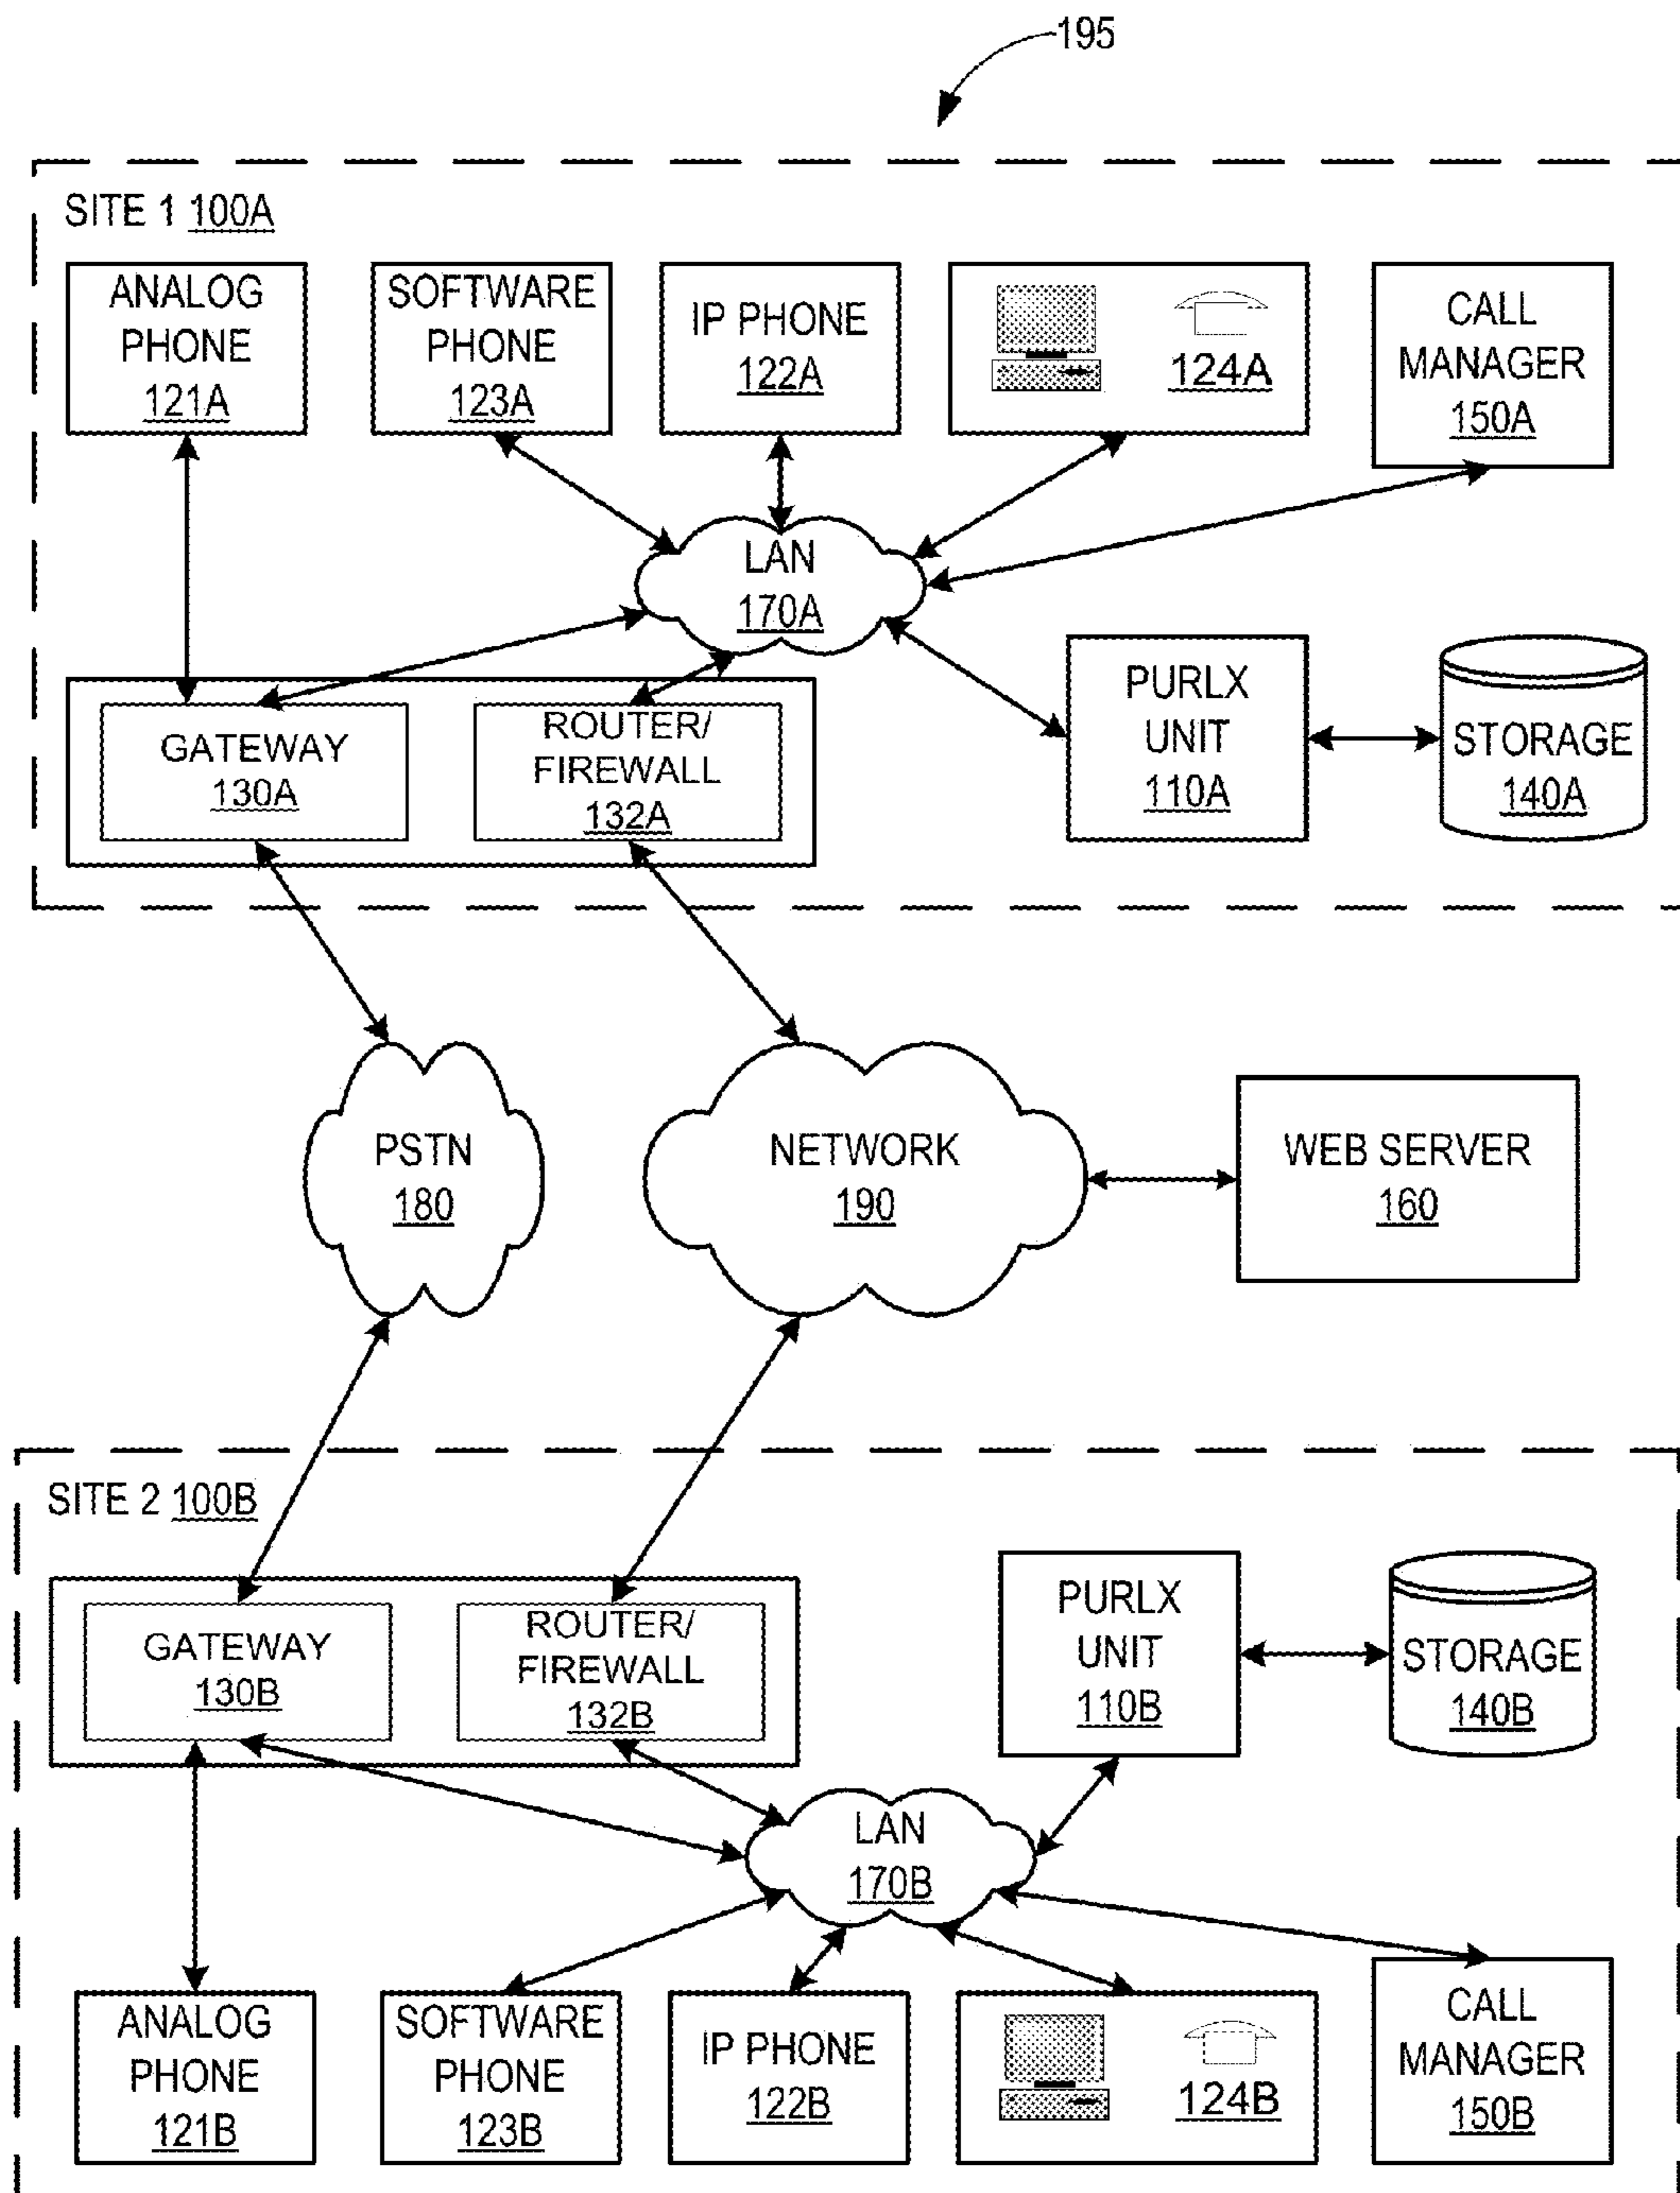 195
SITE 1 100A
ANALOG
PHONE
121A
SOFTWARE
PHONE
123A
IP PHONE
122A
124A
CALL
MANAGER
150A
LAN
170A
GATEWAY
130A
ROUTER/
FIREWALL
132A
PURLX
UNIT
110A
STORAGE
140A
PSTN
180
NETWORK
190
WEB SERVER
160
SITE 2 100B
GATEWAY
130B
ROUTER/
FIREWALL
132B
PURLX
UNIT
110B
STORAGE
140B
LAN
170B
ANALOG
PHONE
121B
SOFTWARE
PHONE
123B
IP PHONE
122B
124B
CALL
MANAGER
150B